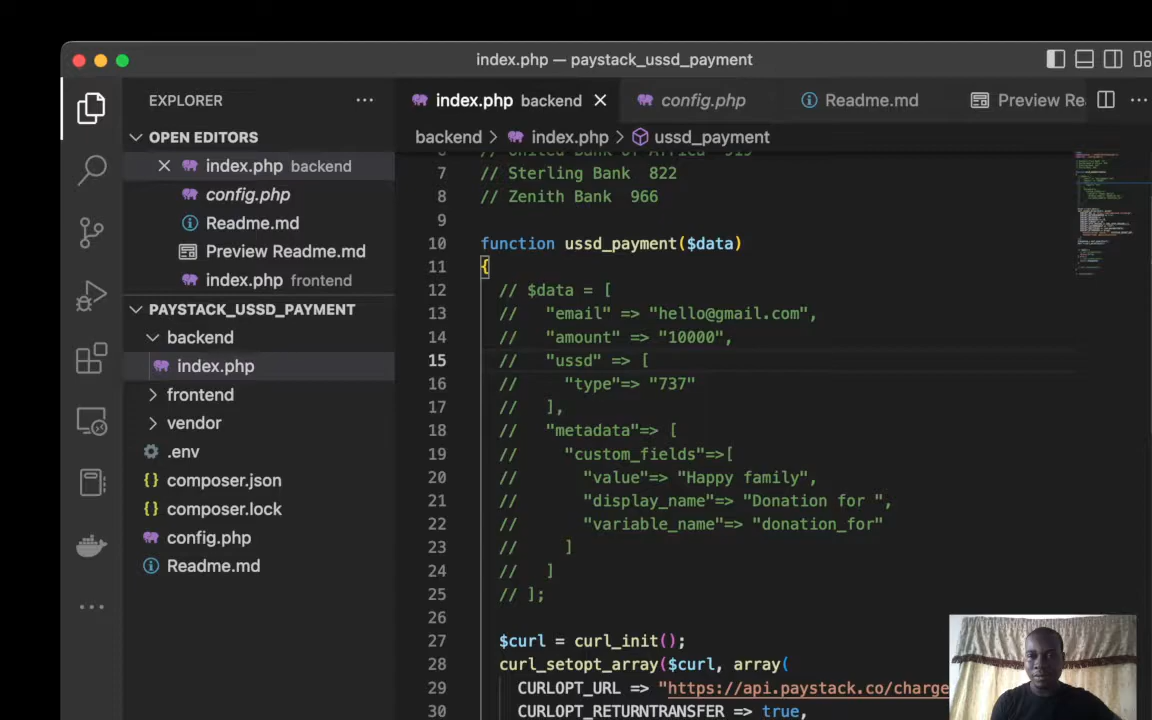 index.php — paystack_ussd_payment
EXPLORER
index.php backend
config.php
Readme.md
Preview Re
OPEN EDITORS
index.php backend
config.php
Readme.md
Preview Readme.md
index.php frontend
PAYSTACK_USSD_PAYMENT
backend
index.php
frontend
vendor
.env
composer.json
composer.lock
config.php
Readme.md
backend > index.php > ussd_payment
7 // Sterling Bank 822
8 // Zenith Bank 966
9
10 function ussd_payment($data)
11 {
12 // $data = [
13 // "email" => "hello@gmail.com",
14 // "amount" => "10000",
15 // "ussd" => [
16 // "type"=> "737"
17 // ],
18 // "metadata"=> [
19 // "custom_fields"=>[
20 // "value"=> "Happy family",
21 // "display_name"=> "Donation for ",
22 // "variable_name"=> "donation_for"
23 // ]
24 // ]
25 // ];
26
27 $curl = curl_init();
28 curl_setopt_array($curl, array(
29 CURLOPT_URL => "https://api.paystack.co/charge
30 CURLOPT_RETURNTRANSFER => true,